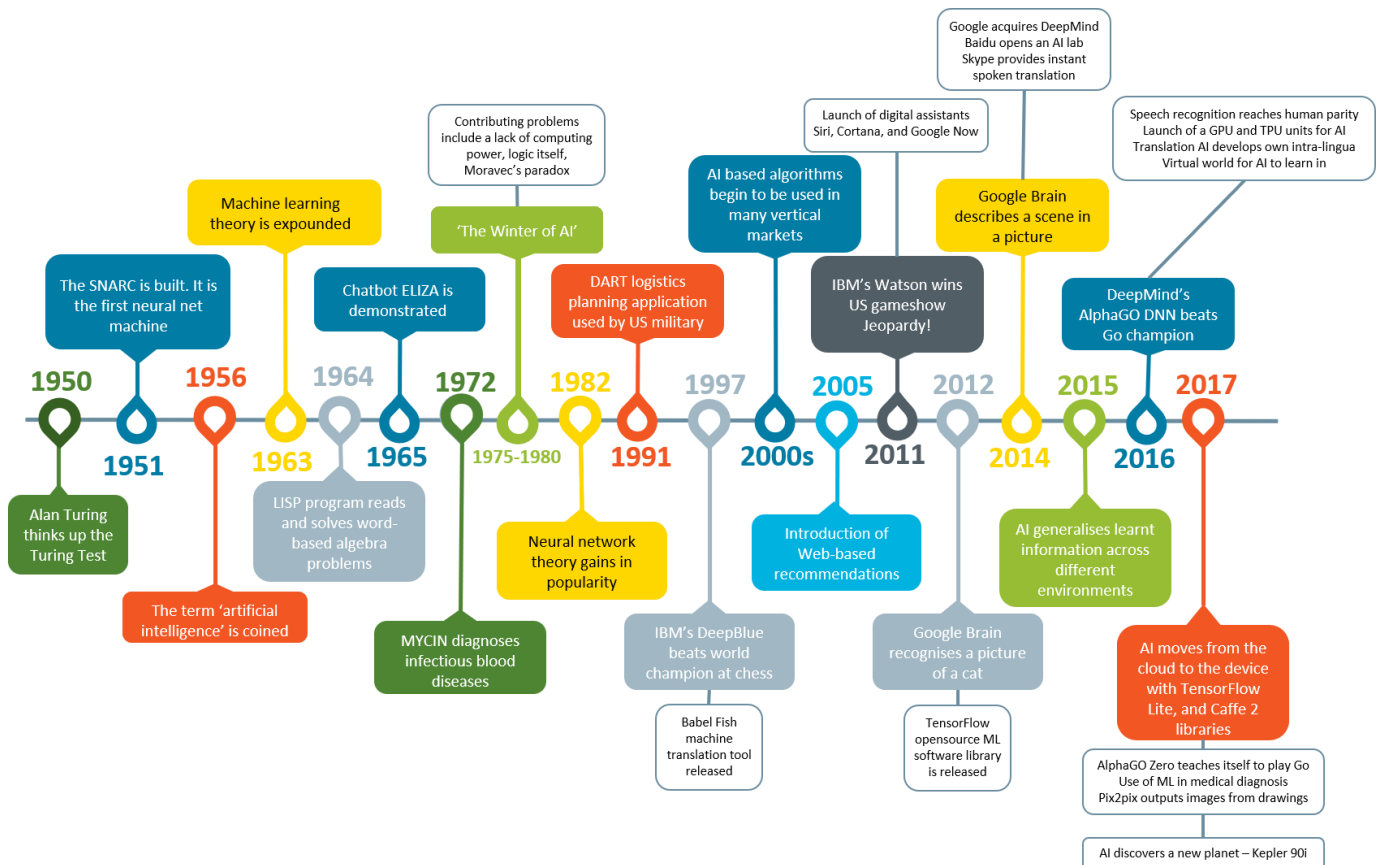 Google acquires DeepMind
Baidu opens an AI lab
Skype provides instant
spoken translation
Contributing problems
include a lack of computing
power, logic itself,
Moravec's paradox
Launch of digital assistants
Siri, Cortana, and Google Now
Speech recognition reaches human parity
Launch of a GPU and TPU units for AI
Translation AI develops own intra-lingua
Virtual world for AI to learn in
Machine learning
theory is expounded
'The Winter of AI'
AI based algorithms
begin to be used in
many vertical
markets
Google Brain
describes a scene in
a picture
The SNARC is built. It is
the first neural net
machine
Chatbot ELIZA is
demonstrated
DART logistics
planning application
used by US military
IBM's Watson wins
US gameshow
Jeopardy!
DeepMind's
AlphaGO DNN beats
Go champion
1950
1956
1964
1972
1982
1997
2005
2012
2015
2017
1951
1963
1965
1975-1980
1991
2000s
2011
2014
2016
Alan Turing
thinks up the
Turing Test
The term 'artificial
intelligence' is coined
LISP program reads
and solves word-
based algebra
problems
MYCIN diagnoses
infectious blood
diseases
Neural network
theory gains in
popularity
IBM's DeepBlue
beats world
champion at chess
Babel Fish
machine
translation tool
released
Introduction of
Web-based
recommendations
Google Brain
recognises a picture
of a cat
TensorFlow
opensource ML
software library
is released
AI generalises learnt
information across
different
environments
AI moves from the
cloud to the device
with TensorFlow
Lite, and Caffe 2
libraries
AlphaGO Zero teaches itself to play Go
Use of ML in medical diagnosis
Pix2pix outputs images from drawings
AI discovers a new planet – Kepler 90i